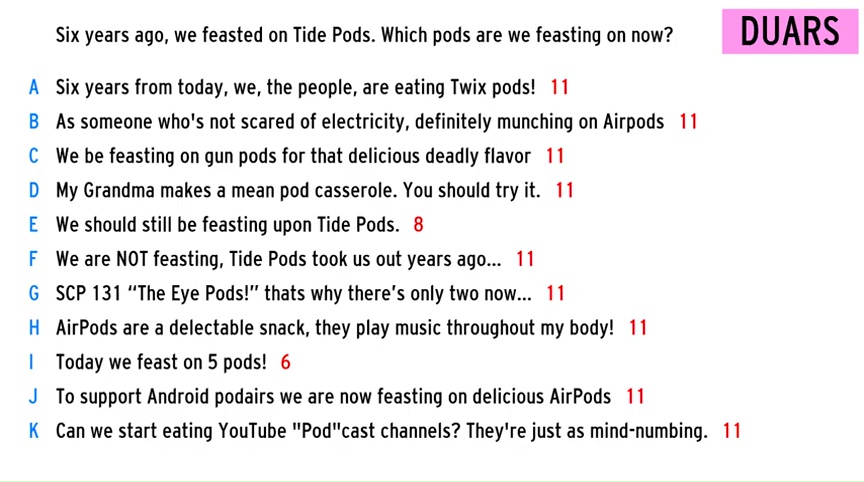 Six years ago, we feasted on Tide Pods. Which pods are we feasting on now?
DUARS
A Six years from today, we, the people, are eating Twix pods! 11
B As someone who's not scared of electricity, definitely munching on Airpods 11
C We be feasting on gun pods for that delicious deadly flavor 11
D My Grandma makes a mean pod casserole. You should try it. 11
E We should still be feasting upon Tide Pods. 8
F We are NOT feasting, Tide Pods took us out years ago... 11
G SCP 131 “The Eye Pods!” thats why there’s only two now... 11
H AirPods are a delectable snack, they play music throughout my body! 11
I Today we feast on 5 pods! 6
J To support Android podairs we are now feasting on delicious AirPods 11
K Can we start eating YouTube "Pod"cast channels? They're just as mind-numbing. 11